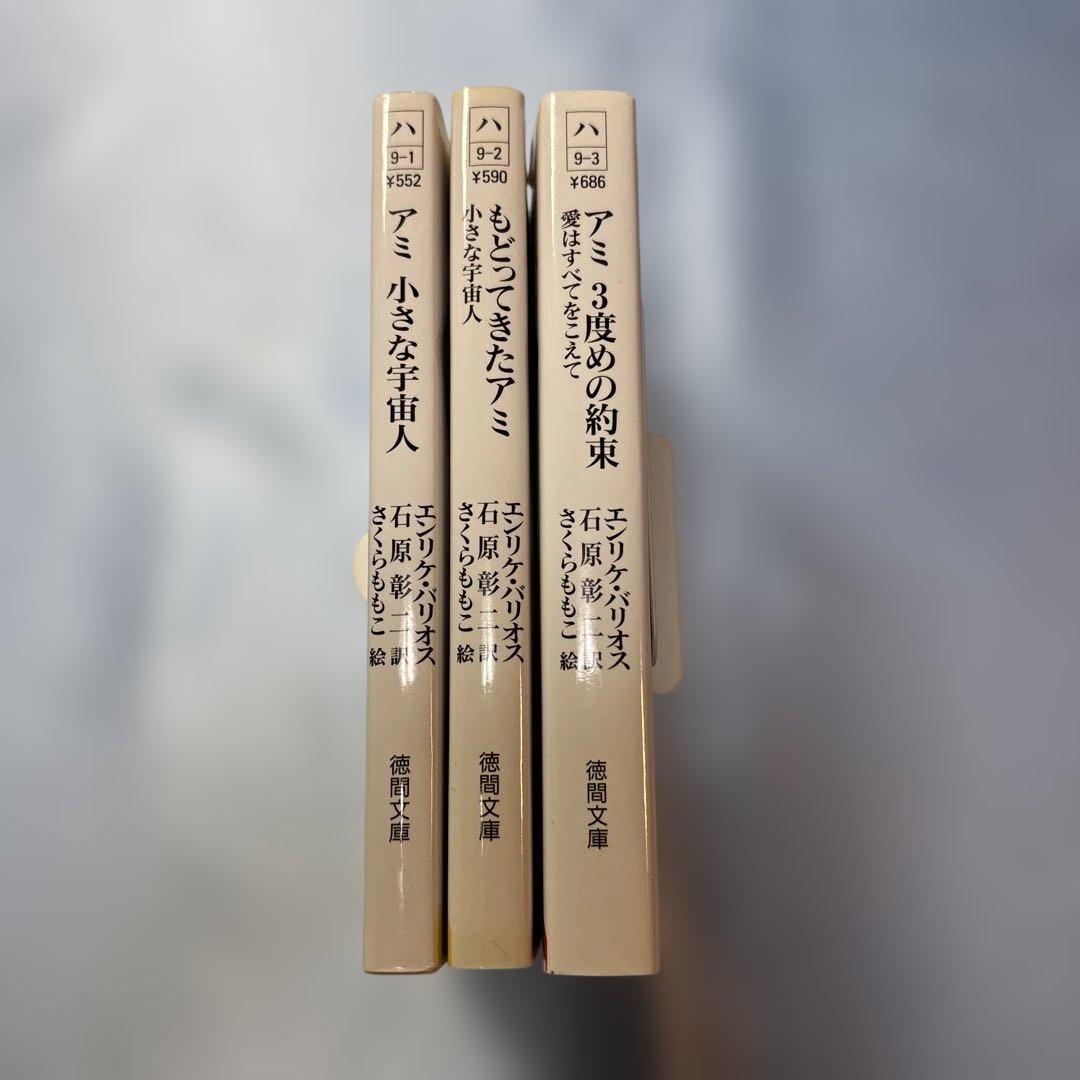 ハ
9-1
¥552
アミ 小さな宇宙人
エンリケ・バリオス
石原彰二 訳
さくらももこ 絵
徳間文庫
ハ
9-2
¥590
もどってきたアミ
小さな宇宙人
エンリケ・バリオス
石原彰二 訳
さくらももこ 絵
徳間文庫
ハ
9-3
¥686
アミ 3度めの約束
愛はすべてをこえて
エンリケ・バリオス
石原彰二 訳
さくらももこ 絵
徳間文庫